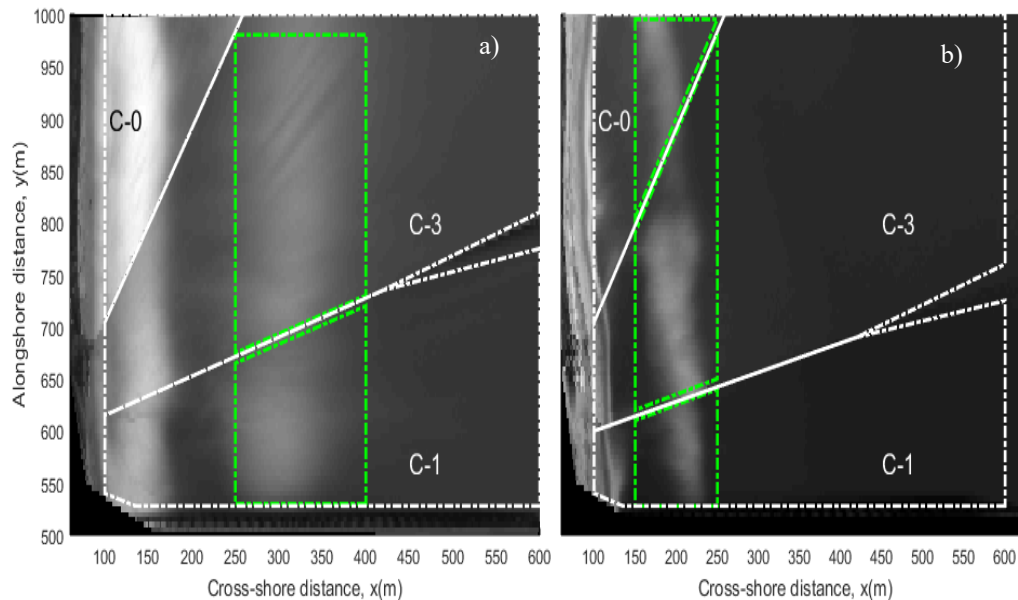 a)
b)
C-0
C-0
C-3
C-3
C-1
C-1
1000
950
900
850
800
750
700
650
600
550
500
Alongshore distance, y(m)
100 150 200 250 300 350 400 450 500 550 600
100 150 200 250 300 350 400 450 500 550 600
Cross-shore distance, x(m)
Cross-shore distance, x(m)